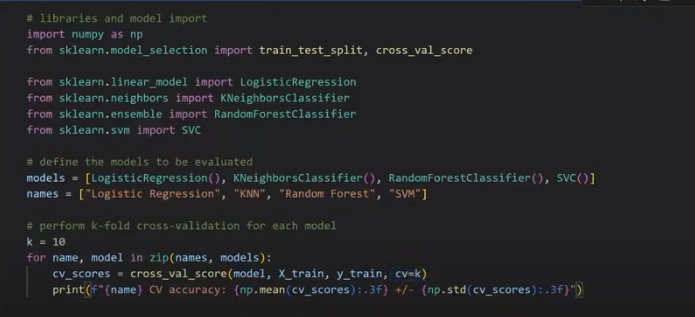 # libraries and model import
import numpy as np
from sklearn.model_selection import train_test_split, cross_val_score
from sklearn.linear_model import LogisticRegression
from sklearn.neighbors import KNeighborsClassifier
from sklearn.ensemble import RandomForestClassifier
from sklearn.svm import SVC
# define the models to be evaluated
models = [LogisticRegression(), KNeighborsClassifier(), RandomForestClassifier(), SVC()]
names = ["Logistic Regression", "KNN", "Random Forest", "SVM"]
# perform k-fold cross-validation for each model
k = 10
for name, model in zip(names, models):
    cv_scores = cross_val_score(model, X_train, y_train, cv=k)
    print(f"{name} CV accuracy: {np.mean(cv_scores):.3f} +/- {np.std(cv_scores):.3f}")